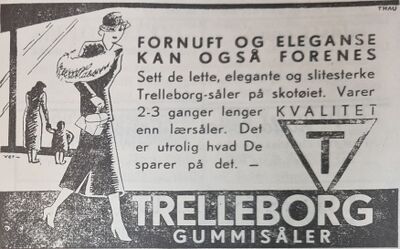 THAU
FORNUFT OG ELEGANSE
KAN OGSÅ FORENES
Sett de lette, elegante og slitesterke
Trelleborg-såler på skotøiet. Varer
2-3 ganger lenger
enn lærsåler. Det
er utrolig hvad De
sparer på det. —
KVALITET
T
TRELLEBORG
GUMMISÅLER